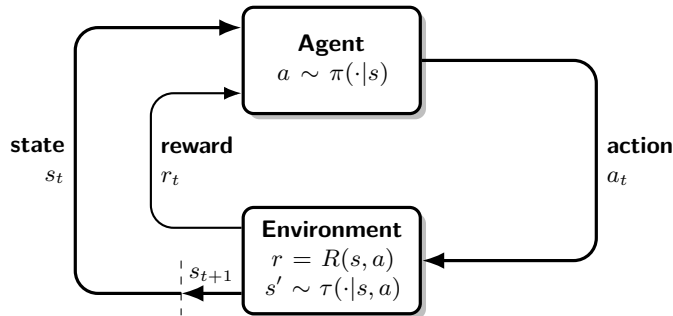 Agent
a ∼ π(·|s)
state
s_t
reward
r_t
action
a_t
Environment
r = R(s, a)
s′ ∼ τ(·|s, a)
s_{t+1}